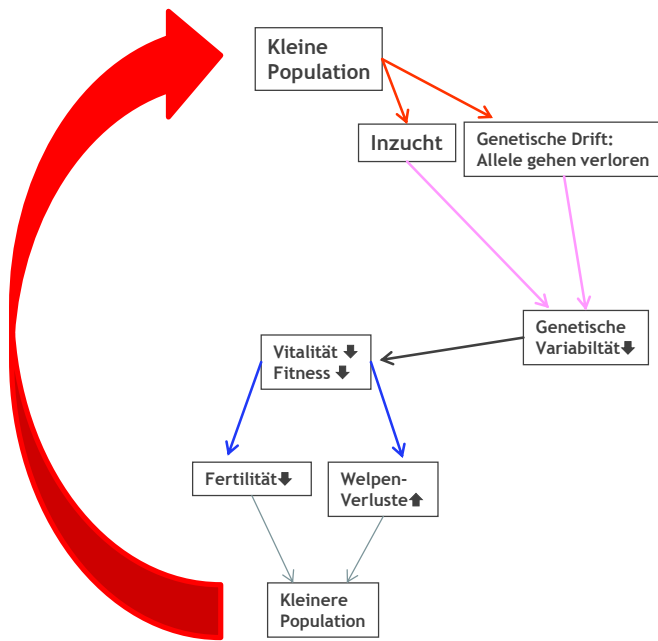 Kleine
Population
Inzucht
Genetische Drift:
Allele gehen verloren
Genetische
Variabiltät🡇
Vitalität 🡇
Fitness 🡇
Fertilität🡇
Welpen-
Verluste🡅
Kleinere
Population